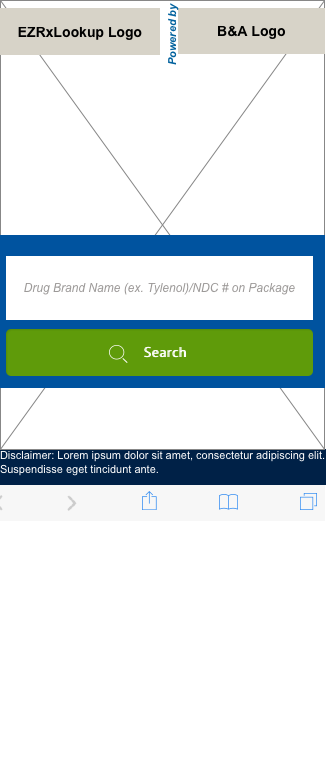 EZRxLookup Logo
Powered by
B&A Logo
Drug Brand Name (ex. Tylenol)/NDC # on Package
Search
Disclaimer: Lorem ipsum dolor sit amet, consectetur adipiscing elit.
Suspendisse eget tincidunt ante.